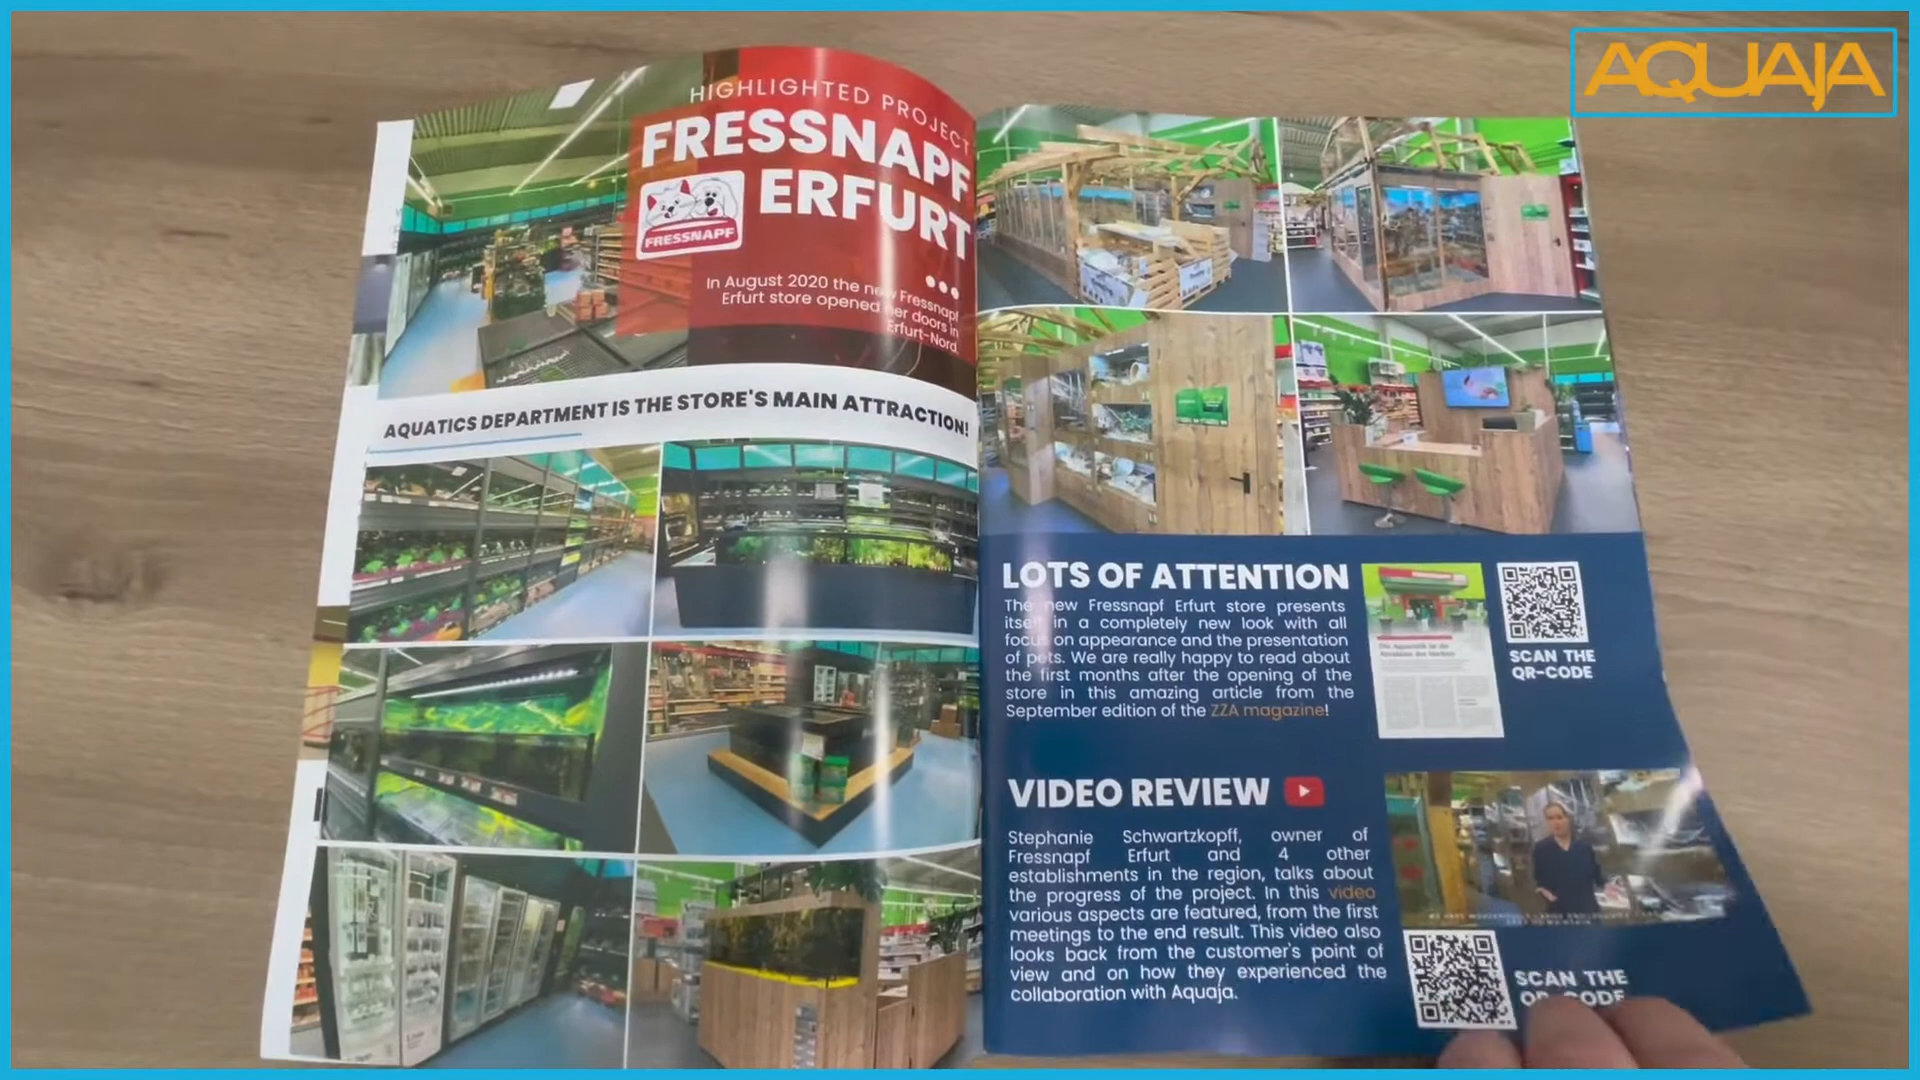 AQUAJA
HIGHLIGHTED PROJECT
FRESSNAPF
ERFURT
FRESSNAPF
In August 2020 the new Fressnapf
Erfurt store opened her doors in
Erfurt-Nord.
AQUATICS DEPARTMENT IS THE STORE'S MAIN ATTRACTION!
LOTS OF ATTENTION
The new Fressnapf Erfurt store presents
itself in a completely new look with all
focus on appearance and the presentation
of pets. We are really happy to read about
the first months after the opening of the
store in this amazing article from the
September edition of the ZZA magazine!
SCAN THE
QR-CODE
VIDEO REVIEW
Stephanie Schwartzkopff, owner of
Fressnapf Erfurt and 4 other
establishments in the region, talks about
the progress of the project. In this video
various aspects are featured, from the first
meetings to the end result. This video also
looks back from the customer's point of
view and on how they experienced the
collaboration with Aquaja.
SCAN THE
QR-CODE